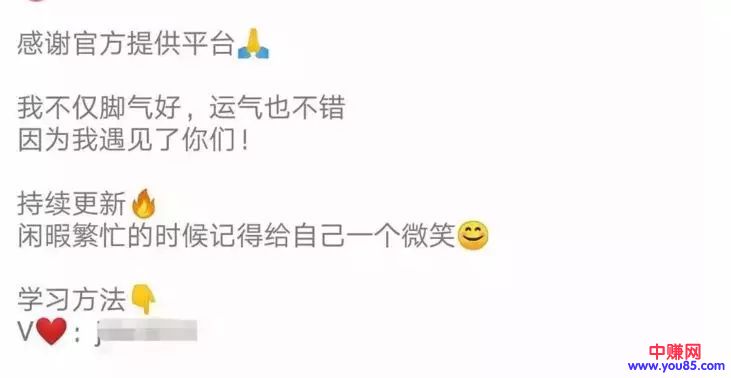 感谢官方提供平台🙏
我不仅脚气好，运气也不错
因为我遇见了你们！
持续更新🔥
闲暇繁忙的时候记得给自己一个微笑😊
学习方法👇
V❤️：j
中赚网
www.you85.com